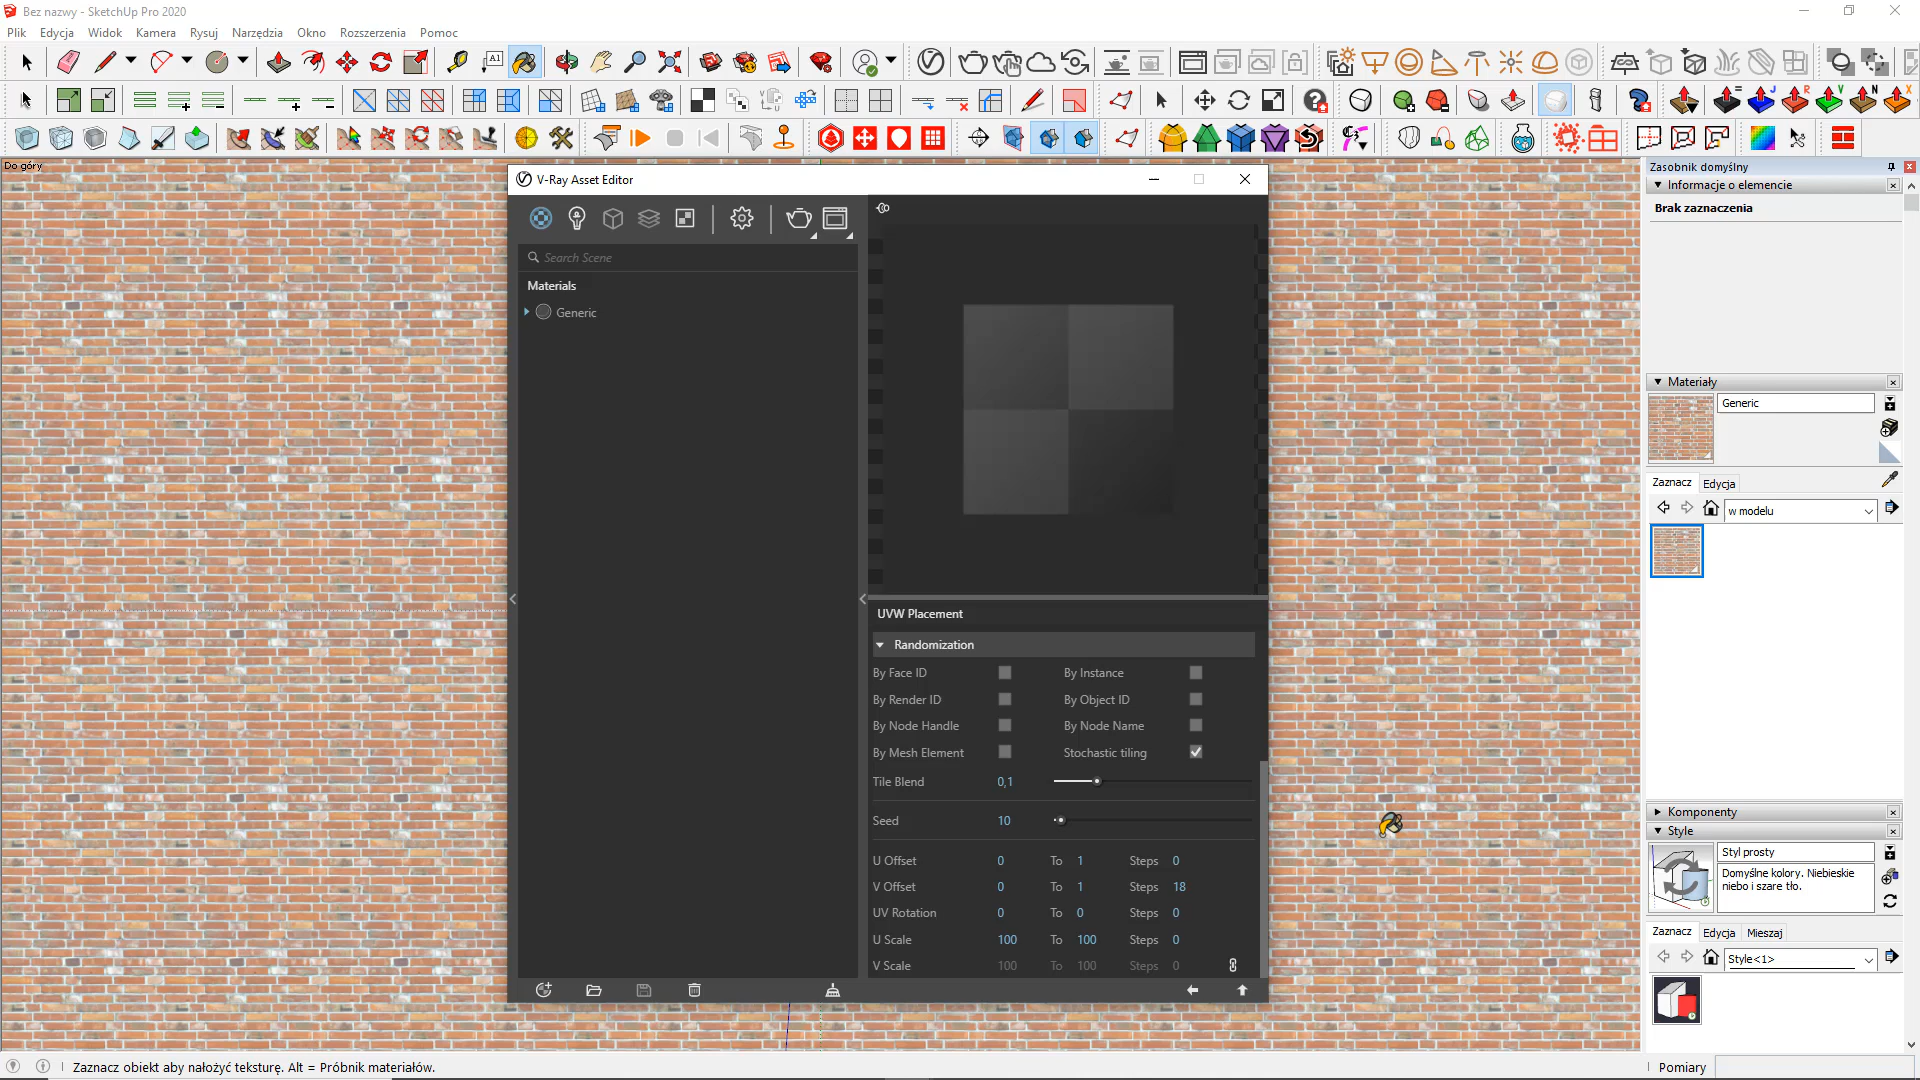 Bez nazwy - SketchUp Pro 2020
Plik Edycja Widok Kamera Rysuj Narzędzia Okno Rozszerzenia Pomoc
Do góry
V-Ray Asset Editor
Search Scene
Materials
Generic
UVW Placement
Randomization
By Face ID By Instance
By Render ID By Object ID
By Node Handle By Node Name
By Mesh Element Stochastic tiling
Tile Blend 0,1
Seed 10
U Offset 0 To 1 Steps 0
V Offset 0 To 1 Steps 18
UV Rotation 0 To 0 Steps 0
U Scale 100 To 100 Steps 0
V Scale 100 To 100 Steps 0
Zasobnik domyślny
Informacje o elemencie
Brak zaznaczenia
Materiały
Generic
Zaznacz Edycja
w modelu
Komponenty
Style
Styl prosty
Domyślne kolory. Niebieskie
niebo i szare tło.
Zaznacz Edycja Mieszaj
Style<1>
Zaznacz obiekt aby nałożyć teksturę. Alt = Próbnik materiałów.
Pomiary